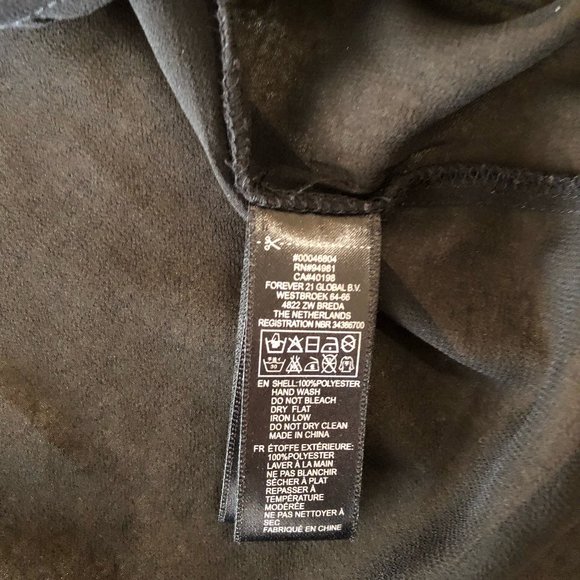 #00046804
RN#94981
CA#40198
FOREVER 21 GLOBAL B.V.
WESTBROEK 64-66
4822 ZW BREDA
THE NETHERLANDS
REGISTRATION NBR 34366700
30
EN SHELL:100%POLYESTER
HAND WASH
DO NOT BLEACH
DRY FLAT
IRON LOW
DO NOT DRY CLEAN
MADE IN CHINA
FR ÉTOFFE EXTÉRIEURE:
100%POLYESTER
LAVER À LA MAIN
NE PAS BLANCHIR
SÉCHER À PLAT
REPASSER À
TEMPÉRATURE
MODÉRÉE
NE PAS NETTOYER À
SEC
FABRIQUÉ EN CHINE